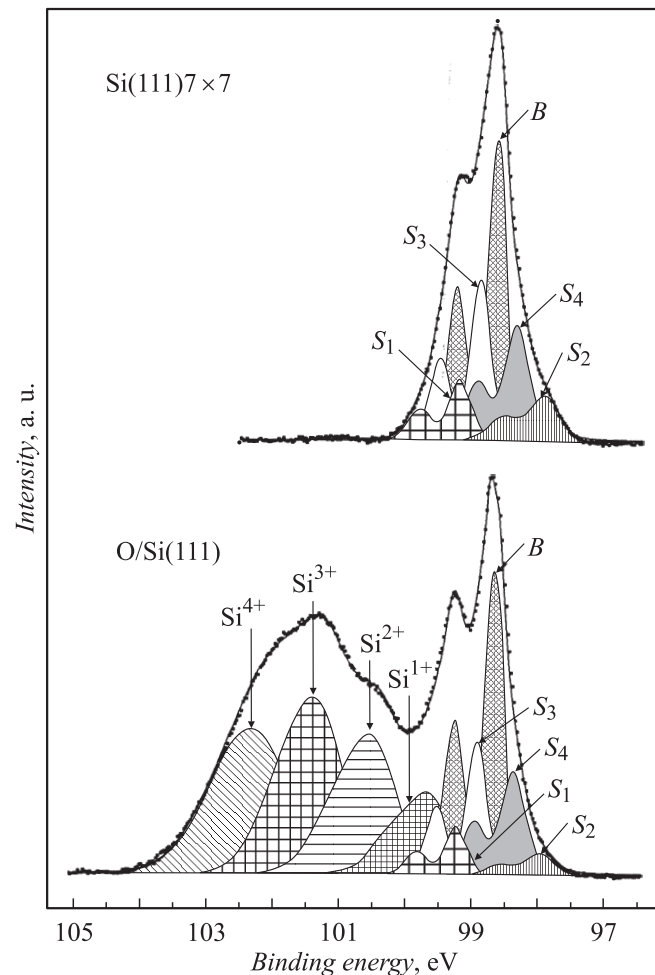 Si(111)7×7
B
S₃
S₄
S₁
S₂
Intensity, a. u.
O/Si(111)
B
Si³⁺
Si⁴⁺
Si²⁺
Si¹⁺
S₃
S₄
S₁
S₂
105 103 101 99 97
Binding energy, eV